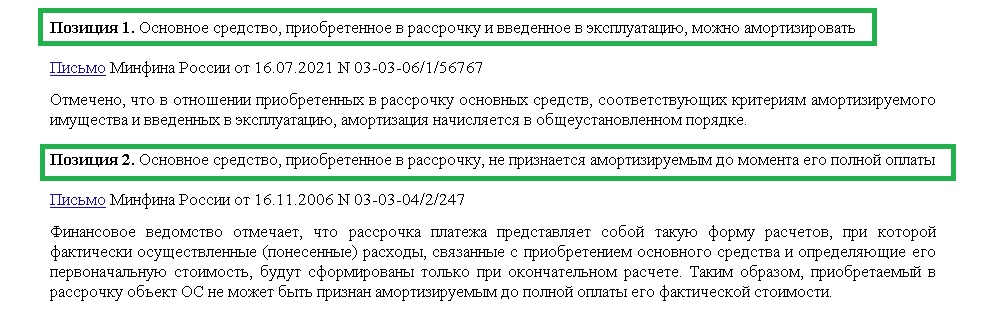 Позиция 1. Основное средство, приобретенное в рассрочку и введенное в эксплуатацию, можно амортизировать
Письмо Минфина России от 16.07.2021 N 03-03-06/1/56767
Отмечено, что в отношении приобретенных в рассрочку основных средств, соответствующих критериям амортизируемого
имущества и введенных в эксплуатацию, амортизация начисляется в общеустановленном порядке.
Позиция 2. Основное средство, приобретенное в рассрочку, не признается амортизируемым до момента его полной оплаты
Письмо Минфина России от 16.11.2006 N 03-03-04/2/247
Финансовое ведомство отмечает, что рассрочка платежа представляет собой такую форму расчетов, при которой
фактически осуществленные (понесенные) расходы, связанные с приобретением основного средства и определяющие его
первоначальную стоимость, будут сформированы только при окончательном расчете. Таким образом, приобретаемый в
рассрочку объект ОС не может быть признан амортизируемым до полной оплаты его фактической стоимости.